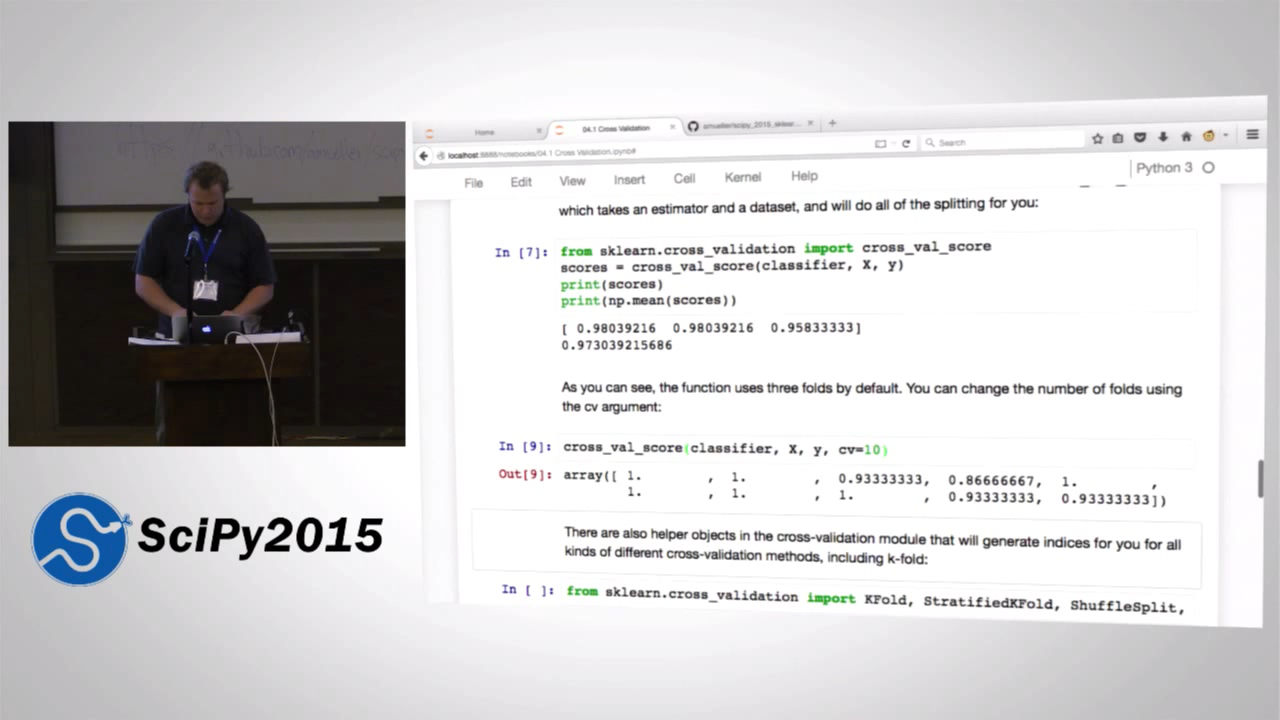 https://github.com/amueller/scipy
Home
04.1 Cross Validation
amueller/scipy_2015_sklear...
localhost:8888/notebooks/04.1 Cross Validation.ipynb#
Search
File Edit View Insert Cell Kernel Help
Python 3
which takes an estimator and a dataset, and will do all of the splitting for you:
In [7]: from sklearn.cross_validation import cross_val_score
scores = cross_val_score(classifier, X, y)
print(scores)
print(np.mean(scores))
[ 0.98039216 0.98039216 0.95833333]
0.973039215686
As you can see, the function uses three folds by default. You can change the number of folds using
the cv argument:
In [9]: cross_val_score(classifier, X, y, cv=10)
Out[9]: array([ 1. , 1. , 0.93333333, 0.86666667, 1. ,
1. , 1. , 1. , 0.93333333, 0.93333333])
There are also helper objects in the cross-validation module that will generate indices for you for all
kinds of different cross-validation methods, including k-fold:
In [ ]: from sklearn.cross_validation import KFold, StratifiedKFold, ShuffleSplit,
SciPy2015